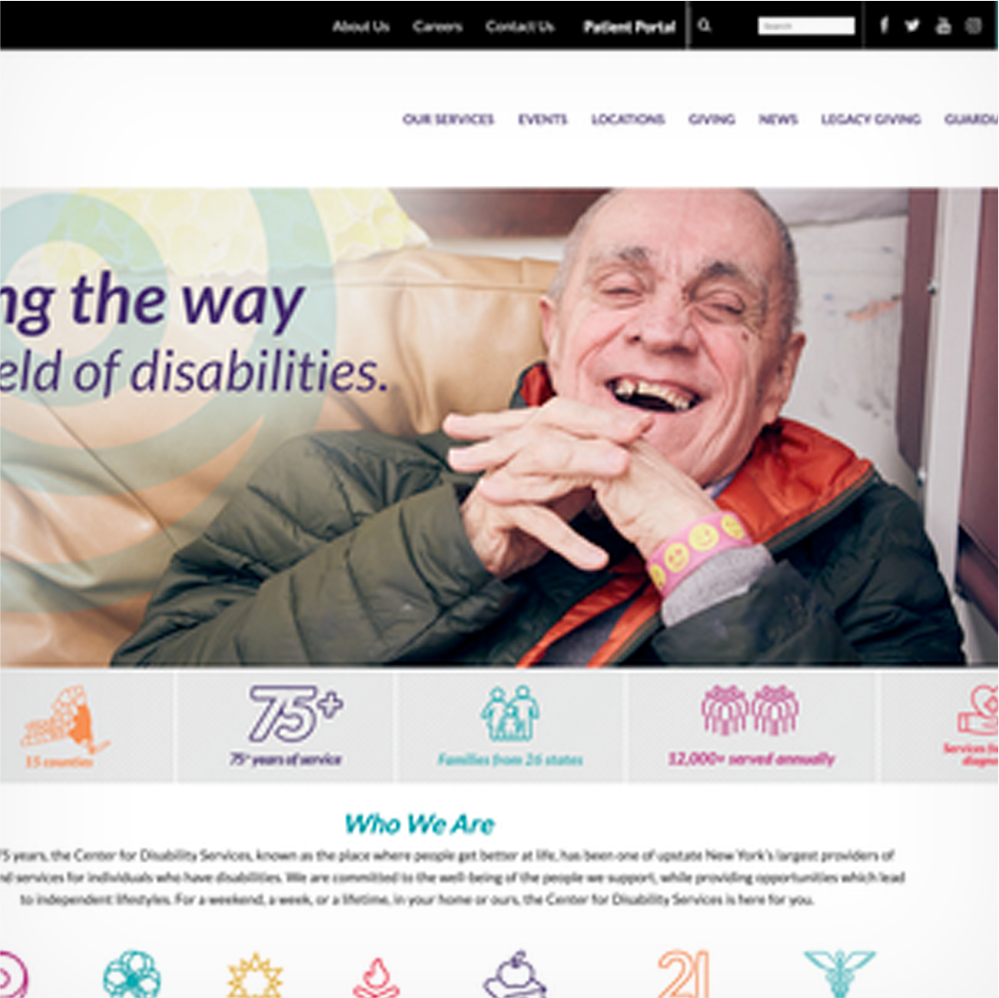 About Us Careers Contact Us Patient Portal Search
OUR SERVICES EVENTS LOCATIONS GIVING NEWS LEGACY GIVING GUARDI
ng the way
eld of disabilities.
75+
15 counties 75+ years of service Families from 26 states 12,000+ served annually Services
diagno
Who We Are
75 years, the Center for Disability Services, known as the place where people get better at life, has been one of upstate New York's largest providers of
nd services for individuals who have disabilities. We are committed to the well-being of the people we support, while providing opportunities which lead
to independent lifestyles. For a weekend, a week, or a lifetime, in your home or ours, the Center for Disability Services is here for you.
21